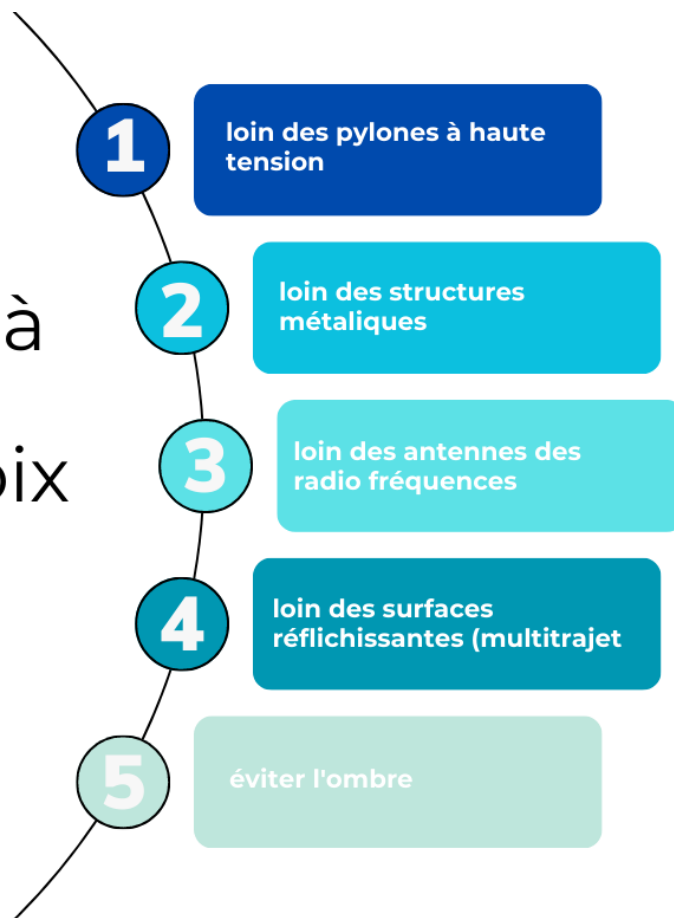 1
loin des pylones à haute
tension
2
loin des structures
métaliques
à
3
loin des antennes des
radio fréquences
oix
4
loin des surfaces
réflichissantes (multitrajet
5
éviter l'ombre